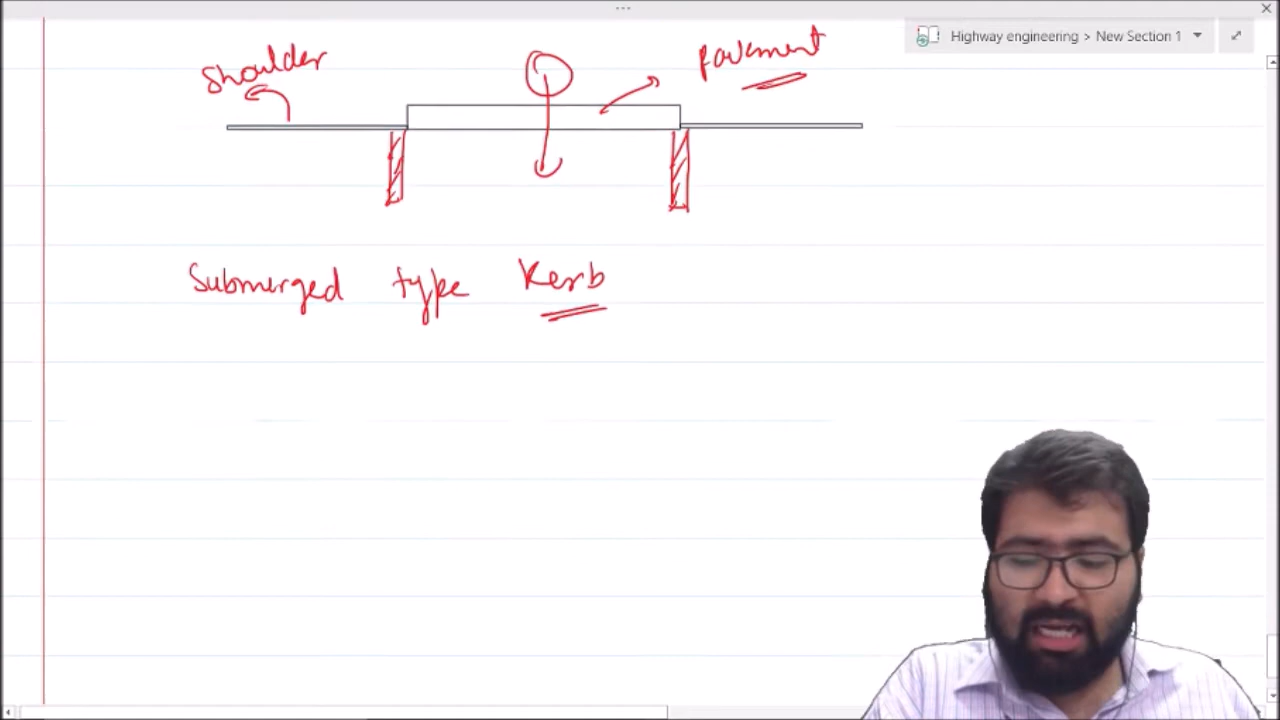 Highway engineering > New Section 1
Shoulder
Pavement
Submerged type Kerb